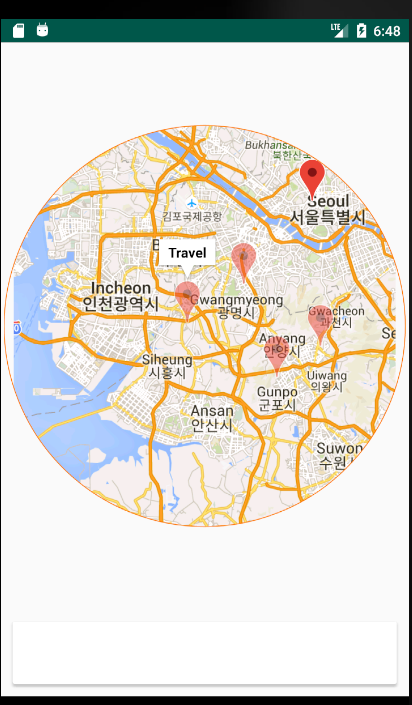 LTE 6:48
Bukhansan
북한산국
Seoul
서울특별시
김포국제공항
B
Travel
Incheon
인천광역시
Gwangmyeong
광명시
Gwacheon
과천시
Anyang
안양시
Se
Siheung
시흥시
Uiwang
의왕시
Gunpo
군포시
Ansan
안산시
Suwon
수원시